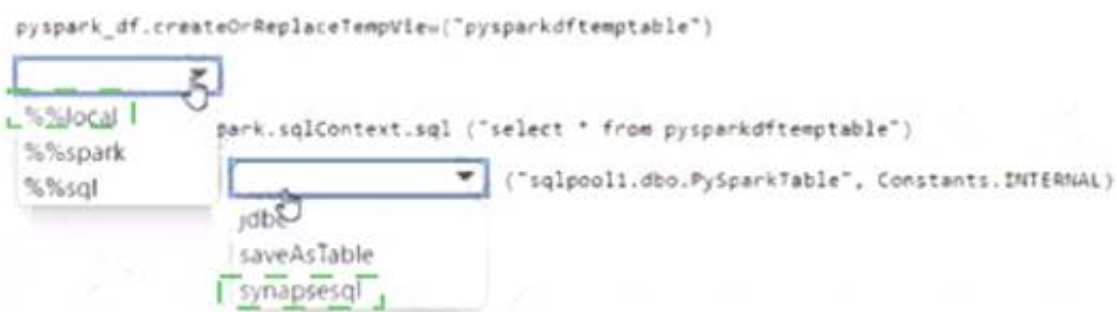 pyspark_df.createOrReplaceTempView("pysparkdftemptable")
%%local
park.sqlContext.sql ("select * from pysparkdftemptable")
%%spark
%%sql
("sqlpool1.dbo.PySparkTable", Constants.INTERNAL)
jdbc
saveAsTable
synapsesql